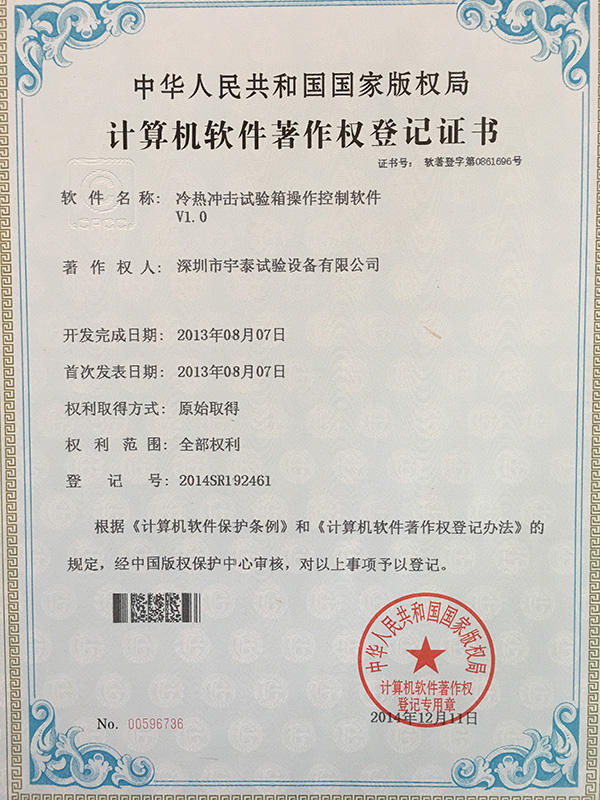 中华人民共和国国家版权局
计算机软件著作权登记证书
证书号： 软著登字第0861696号
CPCC
软件名称： 冷热冲击试验箱操作控制软件
V1.0
著作权人： 深圳市宇泰试验设备有限公司
开发完成日期： 2013年08月07日
首次发表日期： 2013年08月07日
权利取得方式： 原始取得
权利范围： 全部权利
登记号： 2014SR192461
根据《计算机软件保护条例》和《计算机软件著作权登记办法》的
规定，经中国版权保护中心审核，对以上事项予以登记。
中华人民共和国国家版权局
计算机软件著作权
登记专用章
2014年12月11日
No. 00596736